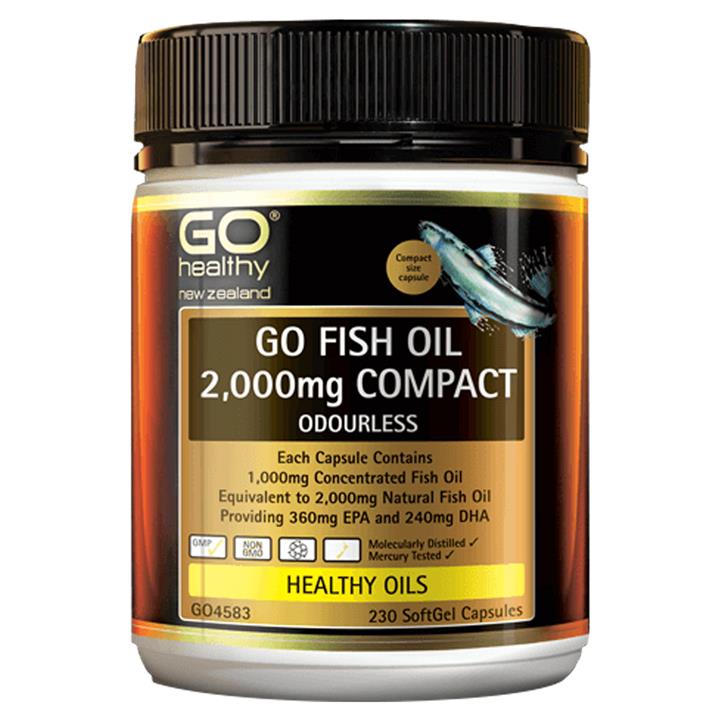 GO®
healthy
new zealand
Compact
size
capsule
GO FISH OIL
2,000mg COMPACT
ODOURLESS
Each Capsule Contains
1,000mg Concentrated Fish Oil
Equivalent to 2,000mg Natural Fish Oil
Providing 360mg EPA and 240mg DHA
GMP
NON
GMO
Molecularly Distilled ✓
Mercury Tested ✓
HEALTHY OILS
GO4583
230 SoftGel Capsules